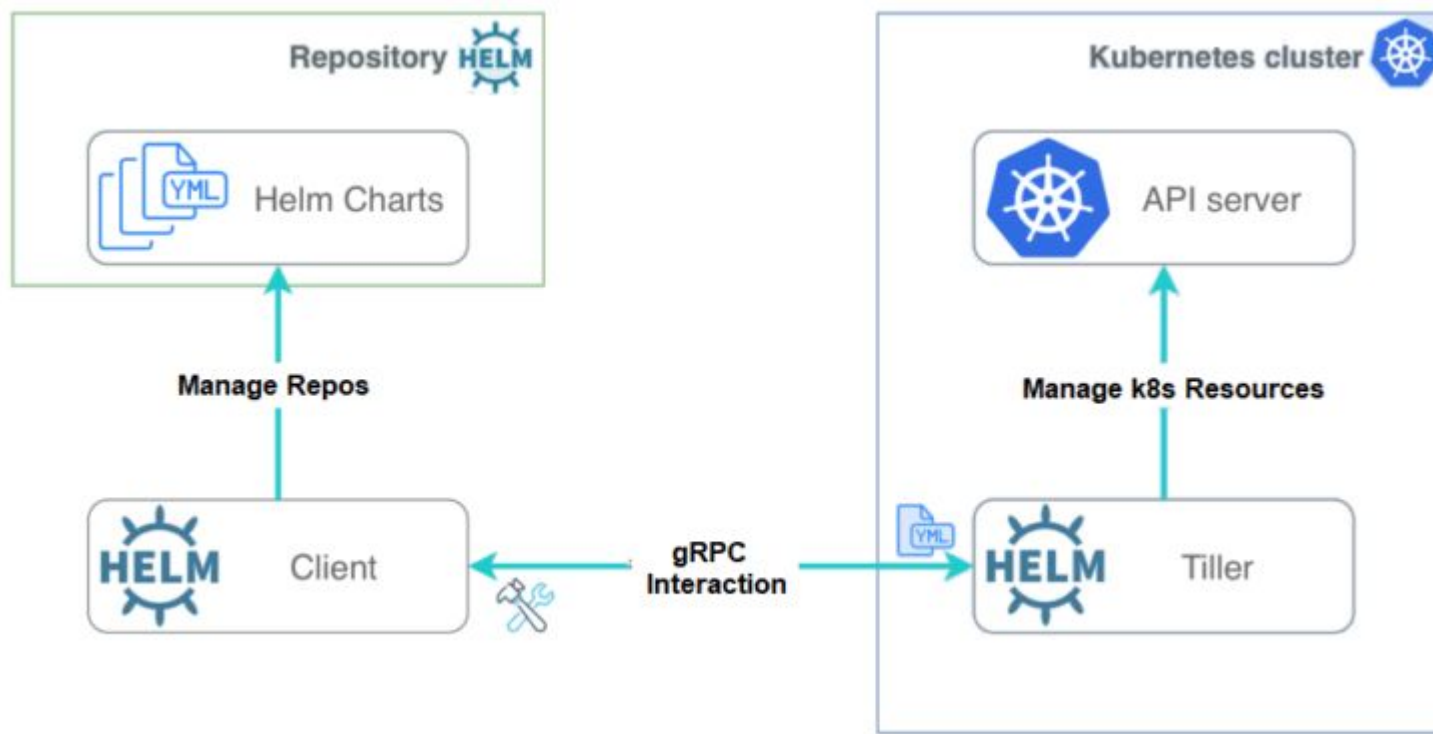 Repository HELM
Kubernetes cluster
YML Helm Charts
API server
Manage Repos
Manage k8s Resources
HELM Client
gRPC
Interaction
YML
HELM Tiller